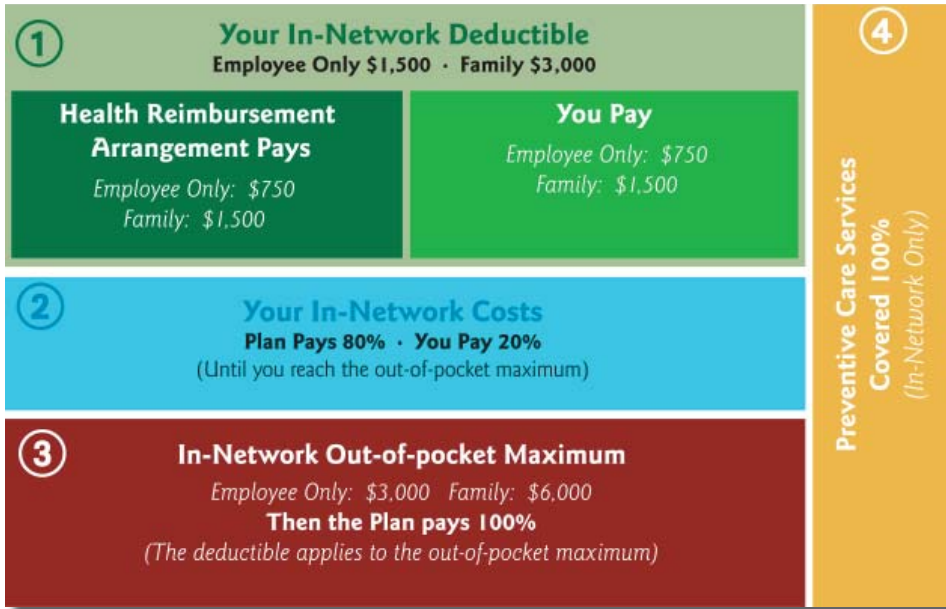 1
Your In-Network Deductible
Employee Only $1,500 · Family $3,000
Health Reimbursement
Arrangement Pays
Employee Only: $750
Family: $1,500
You Pay
Employee Only: $750
Family: $1,500
2
Your In-Network Costs
Plan Pays 80% · You Pay 20%
(Until you reach the out-of-pocket maximum)
3
In-Network Out-of-pocket Maximum
Employee Only: $3,000 Family: $6,000
Then the Plan pays 100%
(The deductible applies to the out-of-pocket maximum)
4
Preventive Care Services
Covered 100%
(In-Network Only)